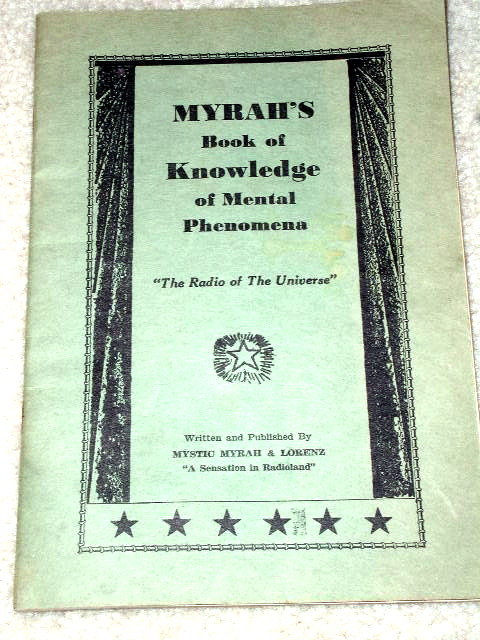 MYRAH'S
Book of
Knowledge
of Mental
Phenomena
"The Radio of The Universe"
Written and Published By
MYSTIC MYRAH & LORENZ
"A Sensation in Radioland"